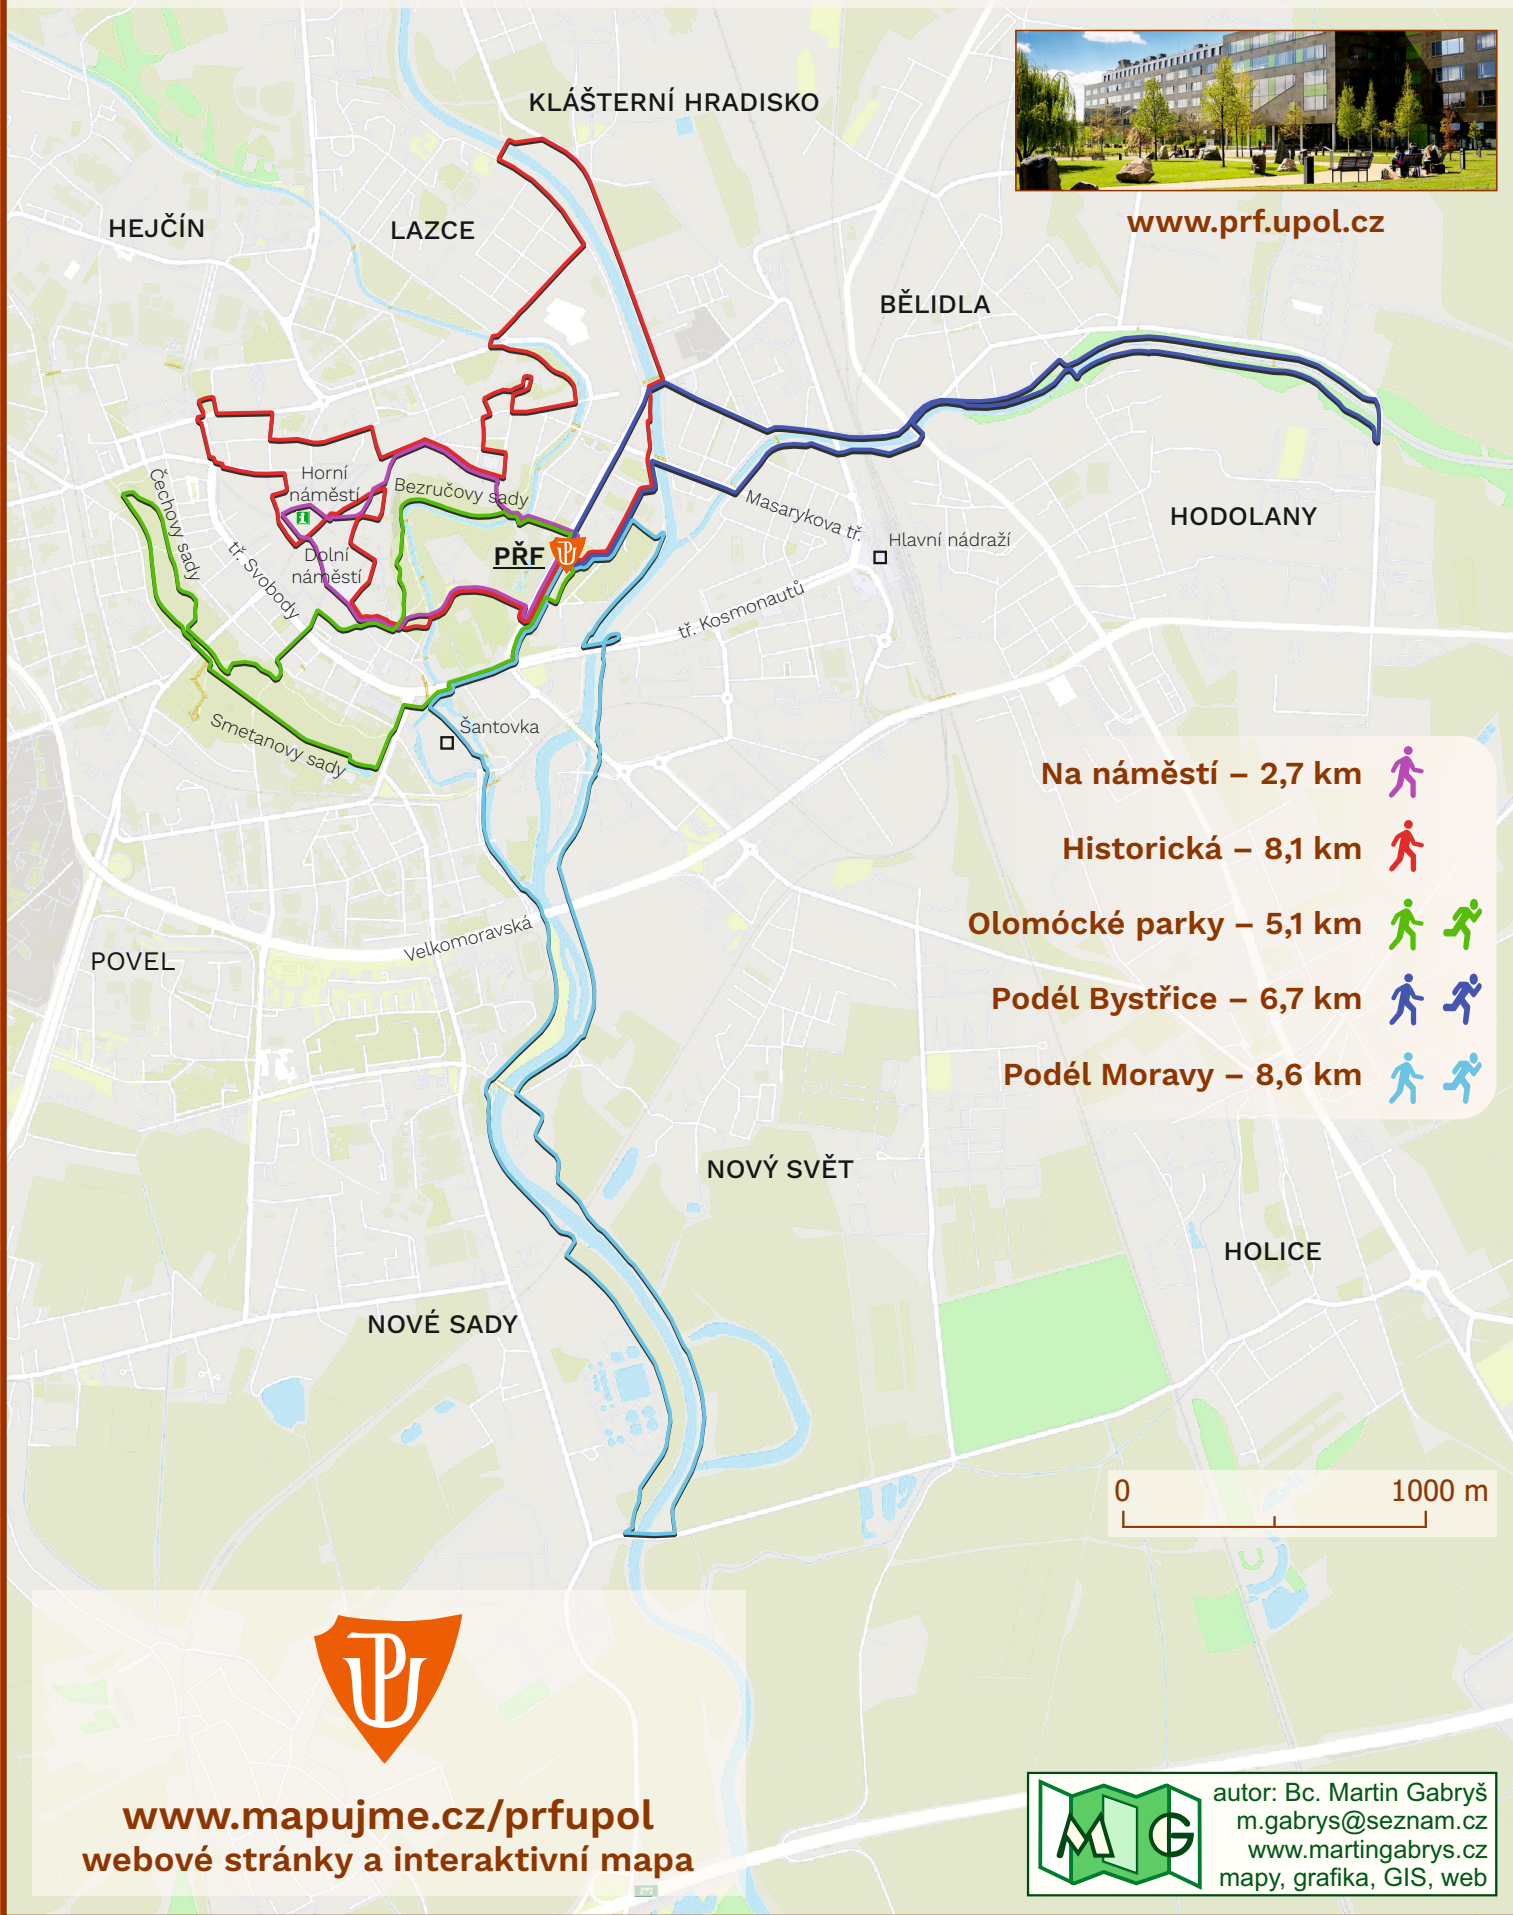 KLÁŠTERNÍ HRADISKO
www.prf.upol.cz
HEJČÍN
LAZCE
BĚLIDLA
Horní
náměstí
Bezručovy sady
Čechovy sady
Masarykova tř.
HODOLANY
Hlavní nádraží
PŘF
Dolní
náměstí
tř. Svobody
tř. Kosmonautů
Šantovka
Smetanovy sady
Na náměstí – 2,7 km
Historická – 8,1 km
Olomócké parky – 5,1 km
Velkomoravská
POVEL
Podél Bystřice – 6,7 km
Podél Moravy – 8,6 km
NOVÝ SVĚT
HOLICE
NOVÉ SADY
0 1000 m
www.mapujme.cz/prfupol
webové stránky a interaktivní mapa
MG
autor: Bc. Martin Gabryš
m.gabrys@seznam.cz
www.martingabrys.cz
mapy, grafika, GIS, web